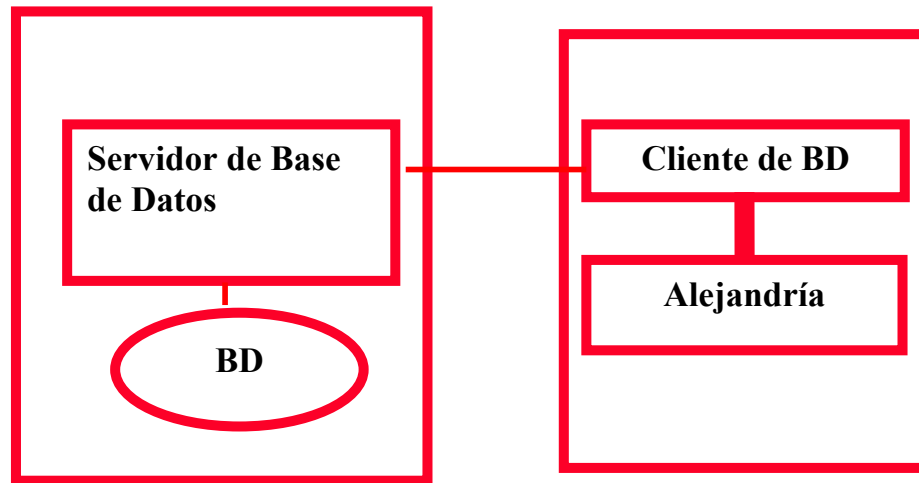 Servidor de Base
de Datos
BD
Cliente de BD
Alejandría